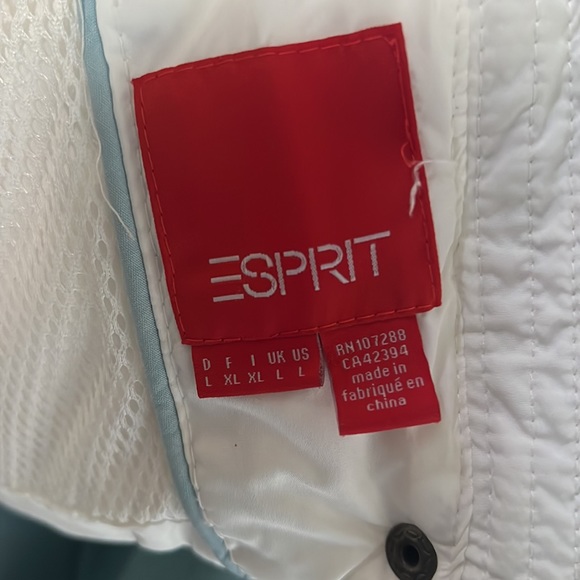 ESPRIT
D F I UK US
L XL XL L L
RN107288
CA42394
made in
fabriqué en
china